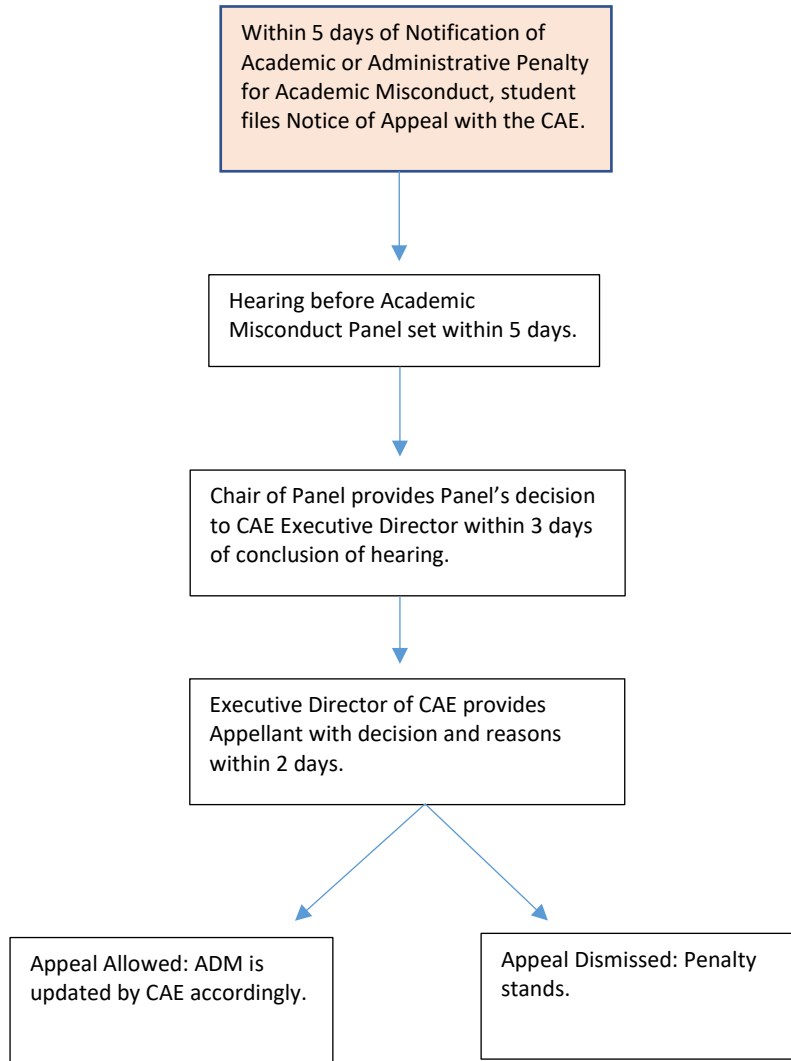 Within 5 days of Notification of
Academic or Administrative Penalty
for Academic Misconduct, student
files Notice of Appeal with the CAE.
Hearing before Academic
Misconduct Panel set within 5 days.
Chair of Panel provides Panel’s decision
to CAE Executive Director within 3 days
of conclusion of hearing.
Executive Director of CAE provides
Appellant with decision and reasons
within 2 days.
Appeal Allowed: ADM is
updated by CAE accordingly.
Appeal Dismissed: Penalty
stands.